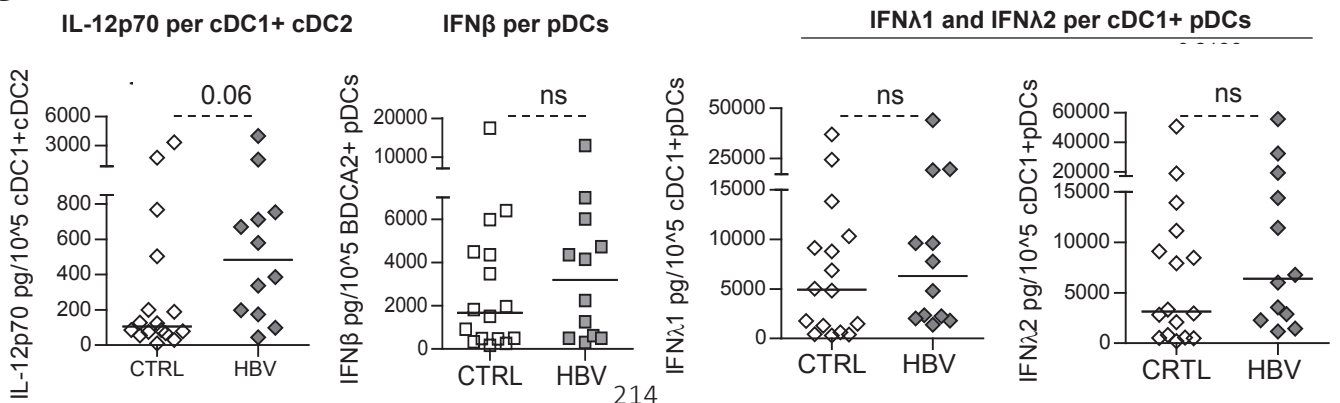 IL-12p70 per cDC1+ cDC2
IFNβ per pDCs
IFNλ1 and IFNλ2 per cDC1+ pDCs
IL-12p70 pg/10^5 cDC1+cDC2
0.06
6000
3000
800
600
400
200
0
CTRL
HBV
IFNβ pg/10^5 BDCA2+ pDCs
ns
20000
10000
6000
4000
2000
0
CTRL
HBV
IFNλ1 pg/10^5 cDC1+pDCs
ns
50000
25000
15000
10000
5000
0
CTRL
HBV
IFNλ2 pg/10^5 cDC1+pDCs
ns
60000
40000
20000
15000
10000
5000
0
CRTL
HBV
214